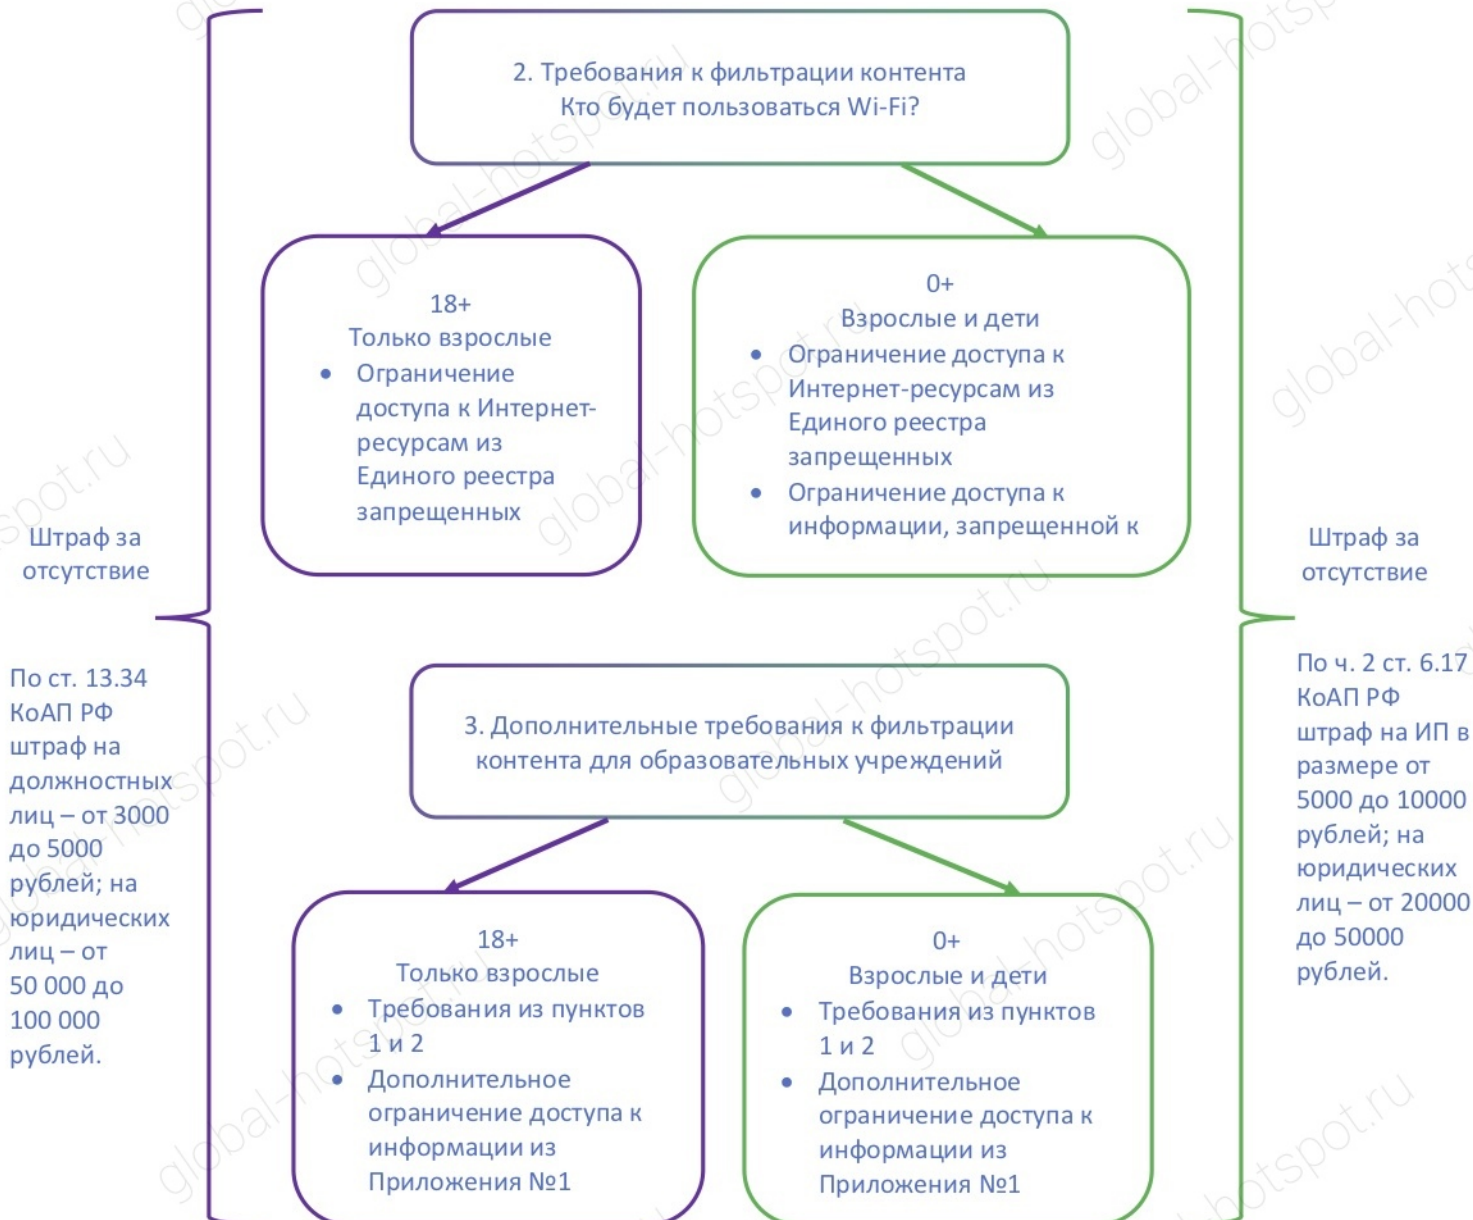 2. Требования к фильтрации контента
Кто будет пользоваться Wi-Fi?
18+
Только взрослые
• Ограничение
доступа к Интернет-
ресурсам из
Единого реестра
запрещенных
0+
Взрослые и дети
• Ограничение доступа к
Интернет-ресурсам из
Единого реестра
запрещенных
• Ограничение доступа к
информации, запрещенной к
Штраф за
отсутствие
По ст. 13.34
КоАП РФ
штраф на
должностных
лиц – от 3000
до 5000
рублей; на
юридических
лиц – от
50 000 до
100 000
рублей.
Штраф за
отсутствие
По ч. 2 ст. 6.17
КоАП РФ
штраф на ИП в
размере от
5000 до 10000
рублей; на
юридических
лиц – от 20000
до 50000
рублей.
3. Дополнительные требования к фильтрации
контента для образовательных учреждений
18+
Только взрослые
• Требования из пунктов
1 и 2
• Дополнительное
ограничение доступа к
информации из
Приложения №1
0+
Взрослые и дети
• Требования из пунктов
1 и 2
• Дополнительное
ограничение доступа к
информации из
Приложения №1
global-hotspot.ru